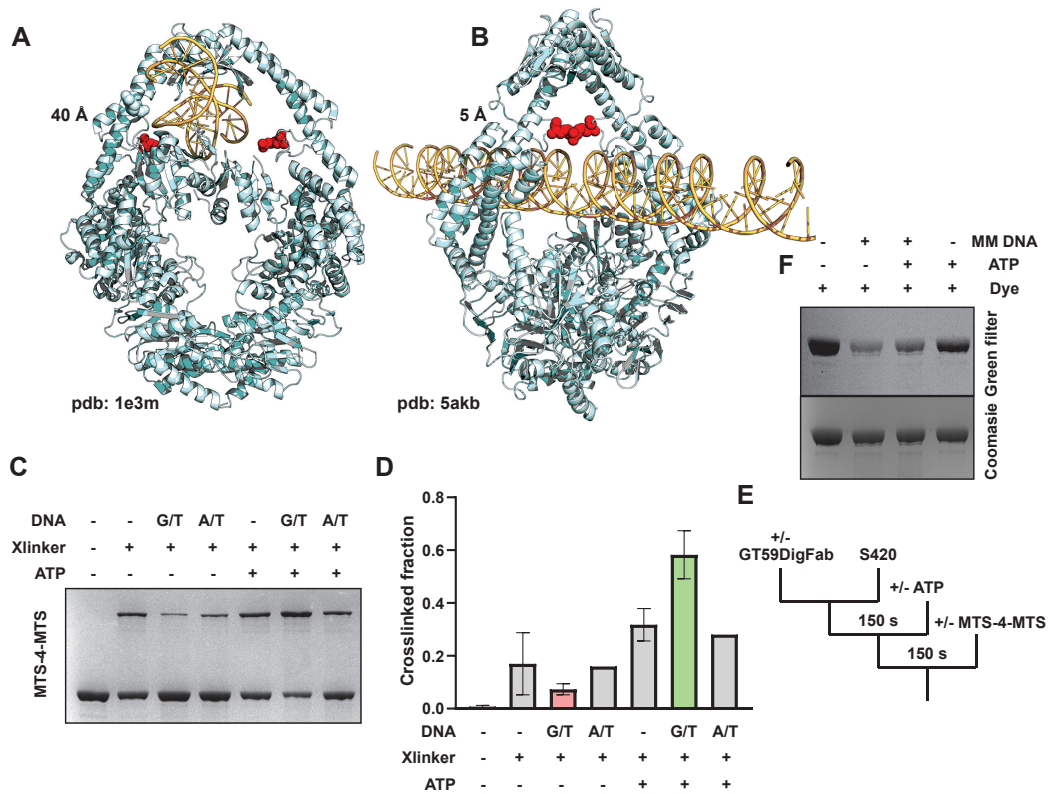 A
40 Å
pdb: 1e3m
B
5 Å
pdb: 5akb
C
DNA - - G/T A/T - G/T A/T
Xlinker - + + + + + +
ATP - - - - + + +
MTS-4-MTS
D
Crosslinked fraction
0.8
0.6
0.4
0.2
0.0
DNA - - G/T A/T - G/T A/T
Xlinker - + + + + + +
ATP - - - - + + +
F
- + + - MM DNA
- - + + ATP
+ + + + Dye
Green filter
Coomasie
E
+/-
GT59DigFab S420
+/- ATP
150 s +/- MTS-4-MTS
150 s